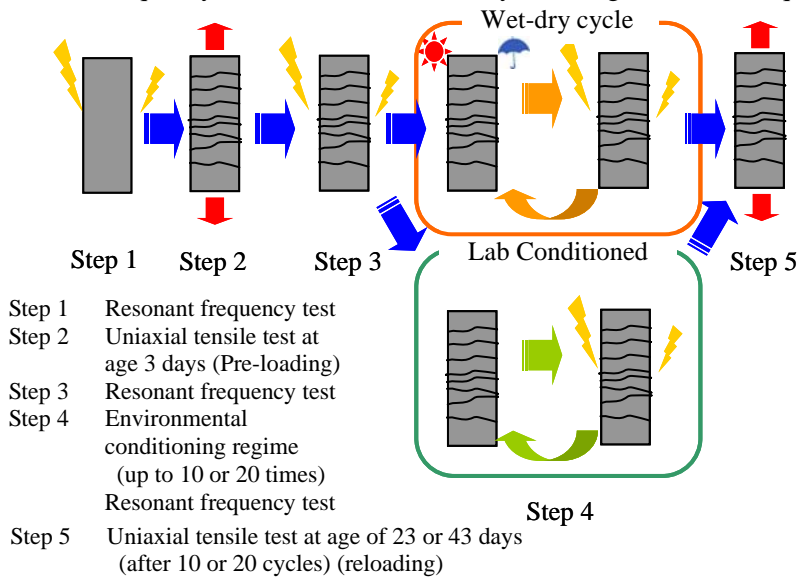 Wet-dry cycle
Step 1
Step 2
Step 3
Lab Conditioned
Step 5
Step 4
Step 1 Resonant frequency test
Step 2 Uniaxial tensile test at
age 3 days (Pre-loading)
Step 3 Resonant frequency test
Step 4 Environmental
conditioning regime
(up to 10 or 20 times)
Resonant frequency test
Step 5 Uniaxial tensile test at age of 23 or 43 days
(after 10 or 20 cycles) (reloading)